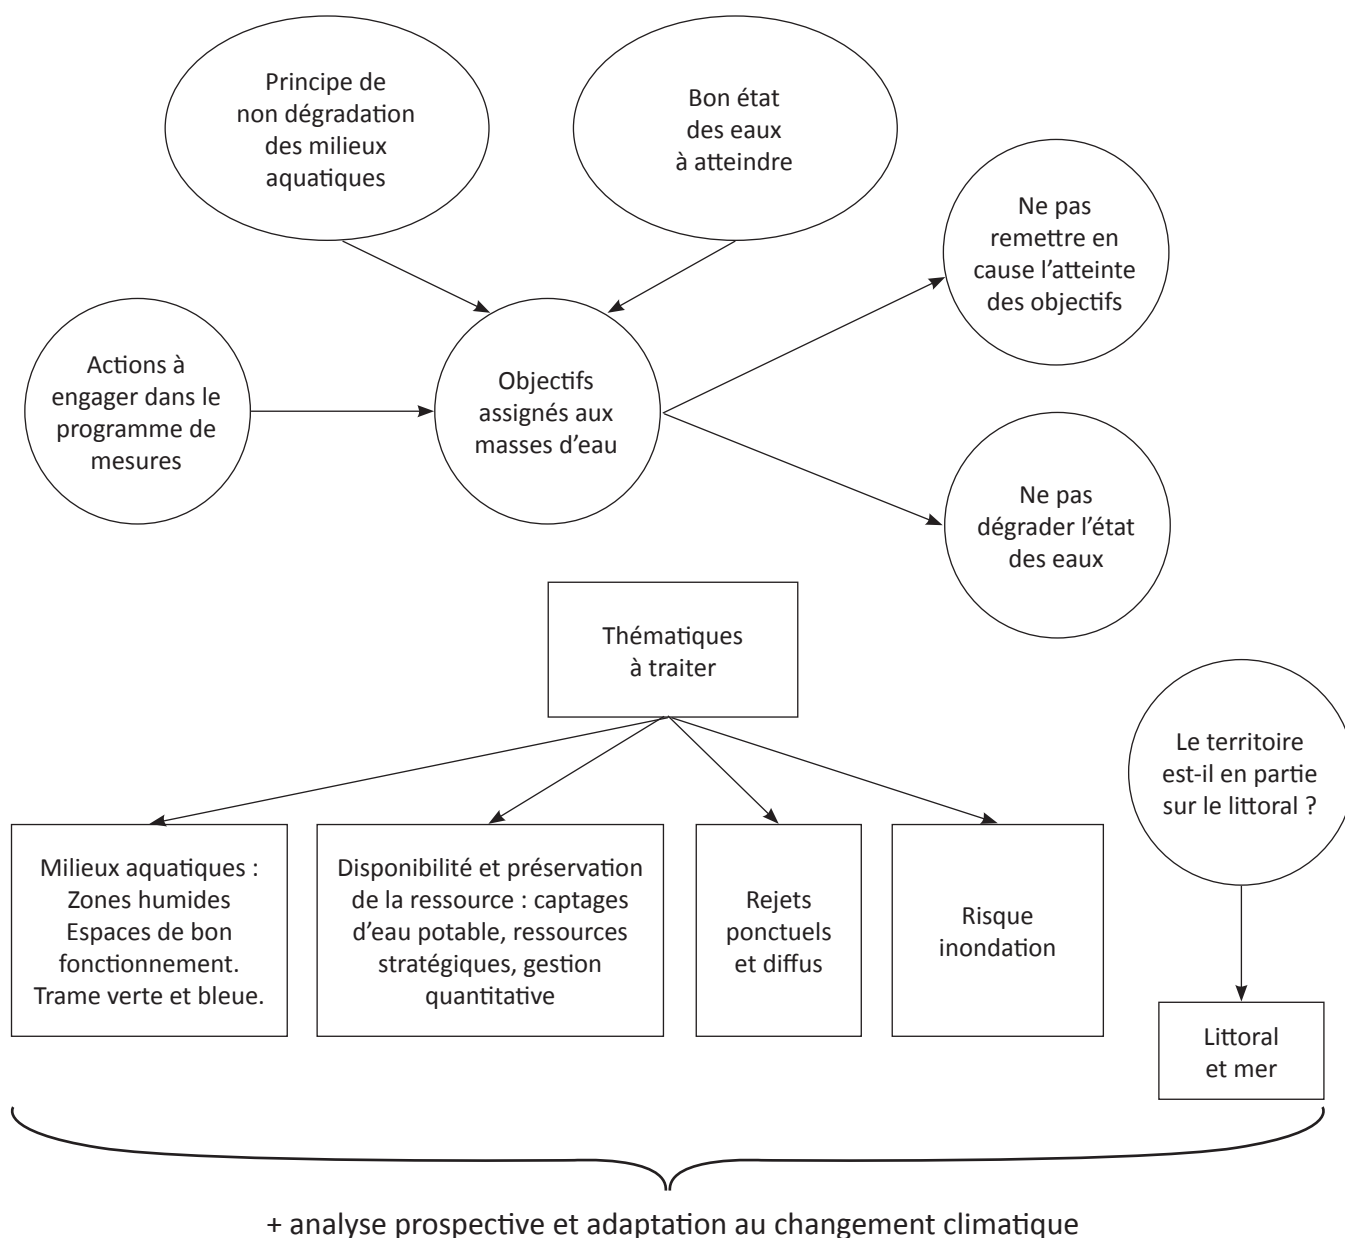 Principe de
non dégradation
des milieux
aquatiques
Bon état
des eaux
à atteindre
Ne pas
remettre en
cause l’atteinte
des objectifs
Actions à
engager dans le
programme de
mesures
Objectifs
assignés aux
masses d’eau
Ne pas
dégrader l’état
des eaux
Thématiques
à traiter
Le territoire
est-il en partie
sur le littoral ?
Milieux aquatiques :
Zones humides
Espaces de bon
fonctionnement.
Trame verte et bleue.
Disponibilité et préservation
de la ressource : captages
d’eau potable, ressources
stratégiques, gestion
quantitative
Rejets
ponctuels
et diffus
Risque
inondation
Littoral
et mer
+ analyse prospective et adaptation au changement climatique